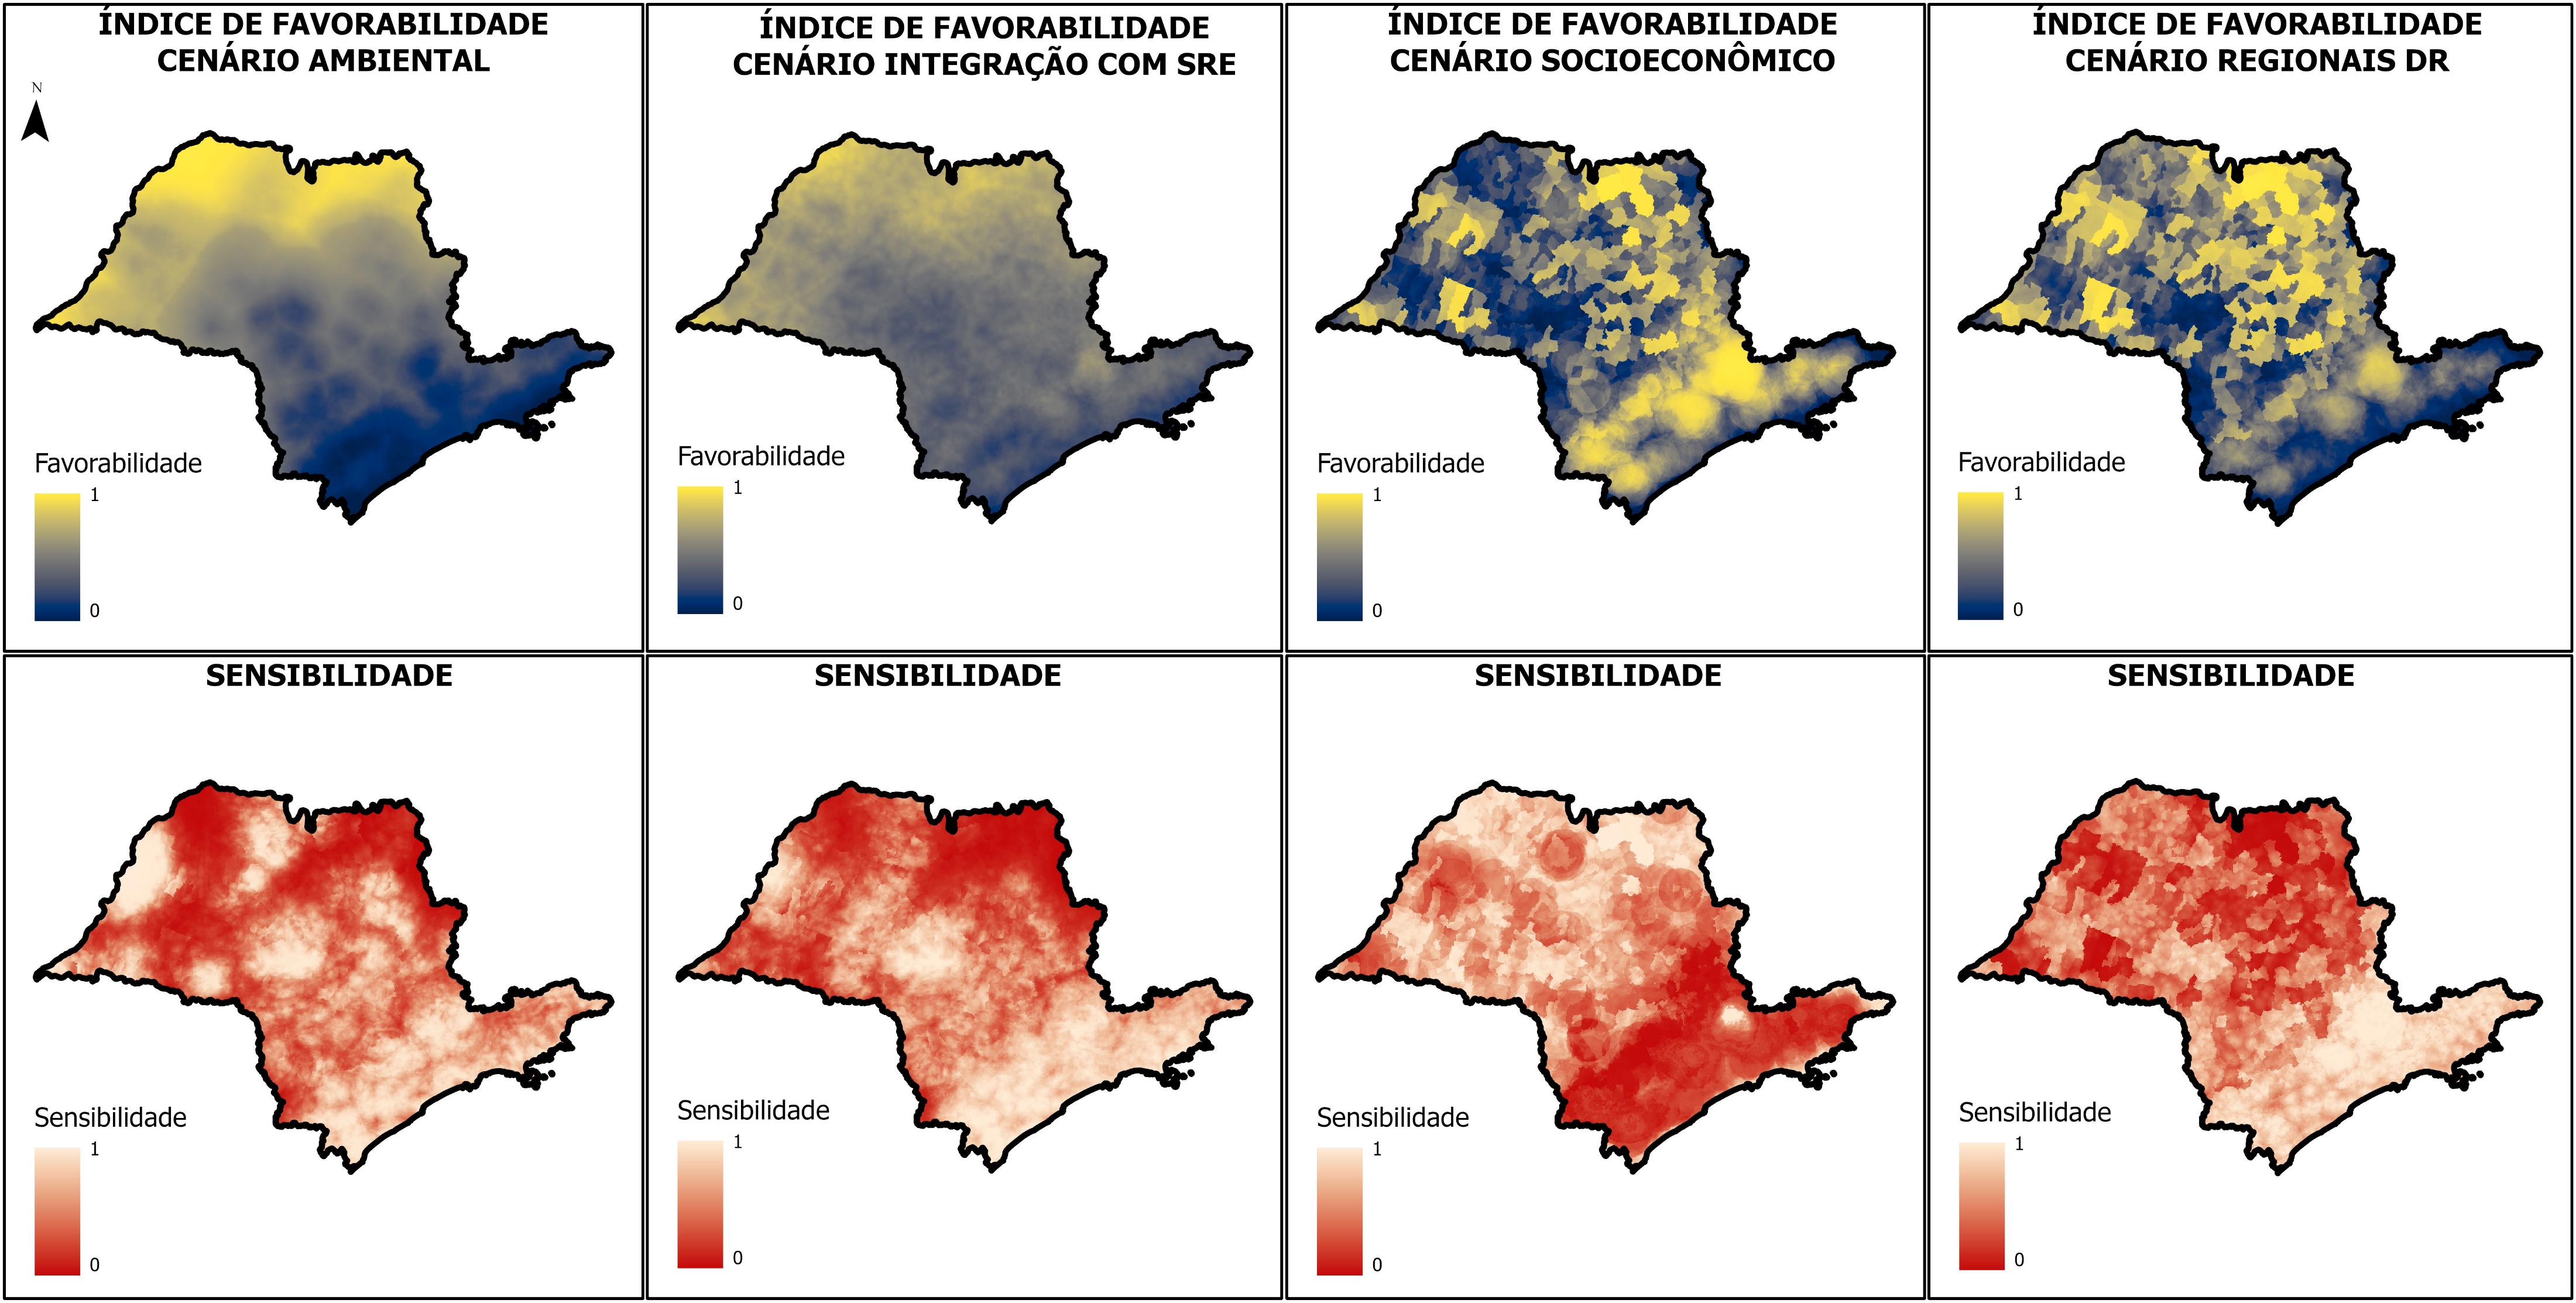 ÍNDICE DE FAVORABILIDADE
CENÁRIO AMBIENTAL
N
Favorabilidade
1
0
ÍNDICE DE FAVORABILIDADE
CENÁRIO INTEGRAÇÃO COM SRE
Favorabilidade
1
0
ÍNDICE DE FAVORABILIDADE
CENÁRIO SOCIOECONÔMICO
Favorabilidade
1
0
ÍNDICE DE FAVORABILIDADE
CENÁRIO REGIONAIS DR
Favorabilidade
1
0
SENSIBILIDADE
Sensibilidade
1
0
SENSIBILIDADE
Sensibilidade
1
0
SENSIBILIDADE
Sensibilidade
1
0
SENSIBILIDADE
Sensibilidade
1
0